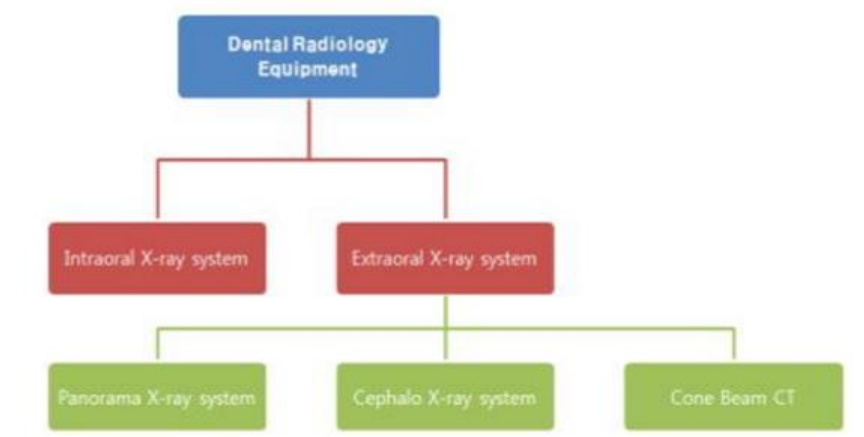 Dental Radiology
Equipment
Intraoral X-ray system
Extraoral X-ray system
Panorama X-ray system
Cephalo X-ray system
Cone Beam CT